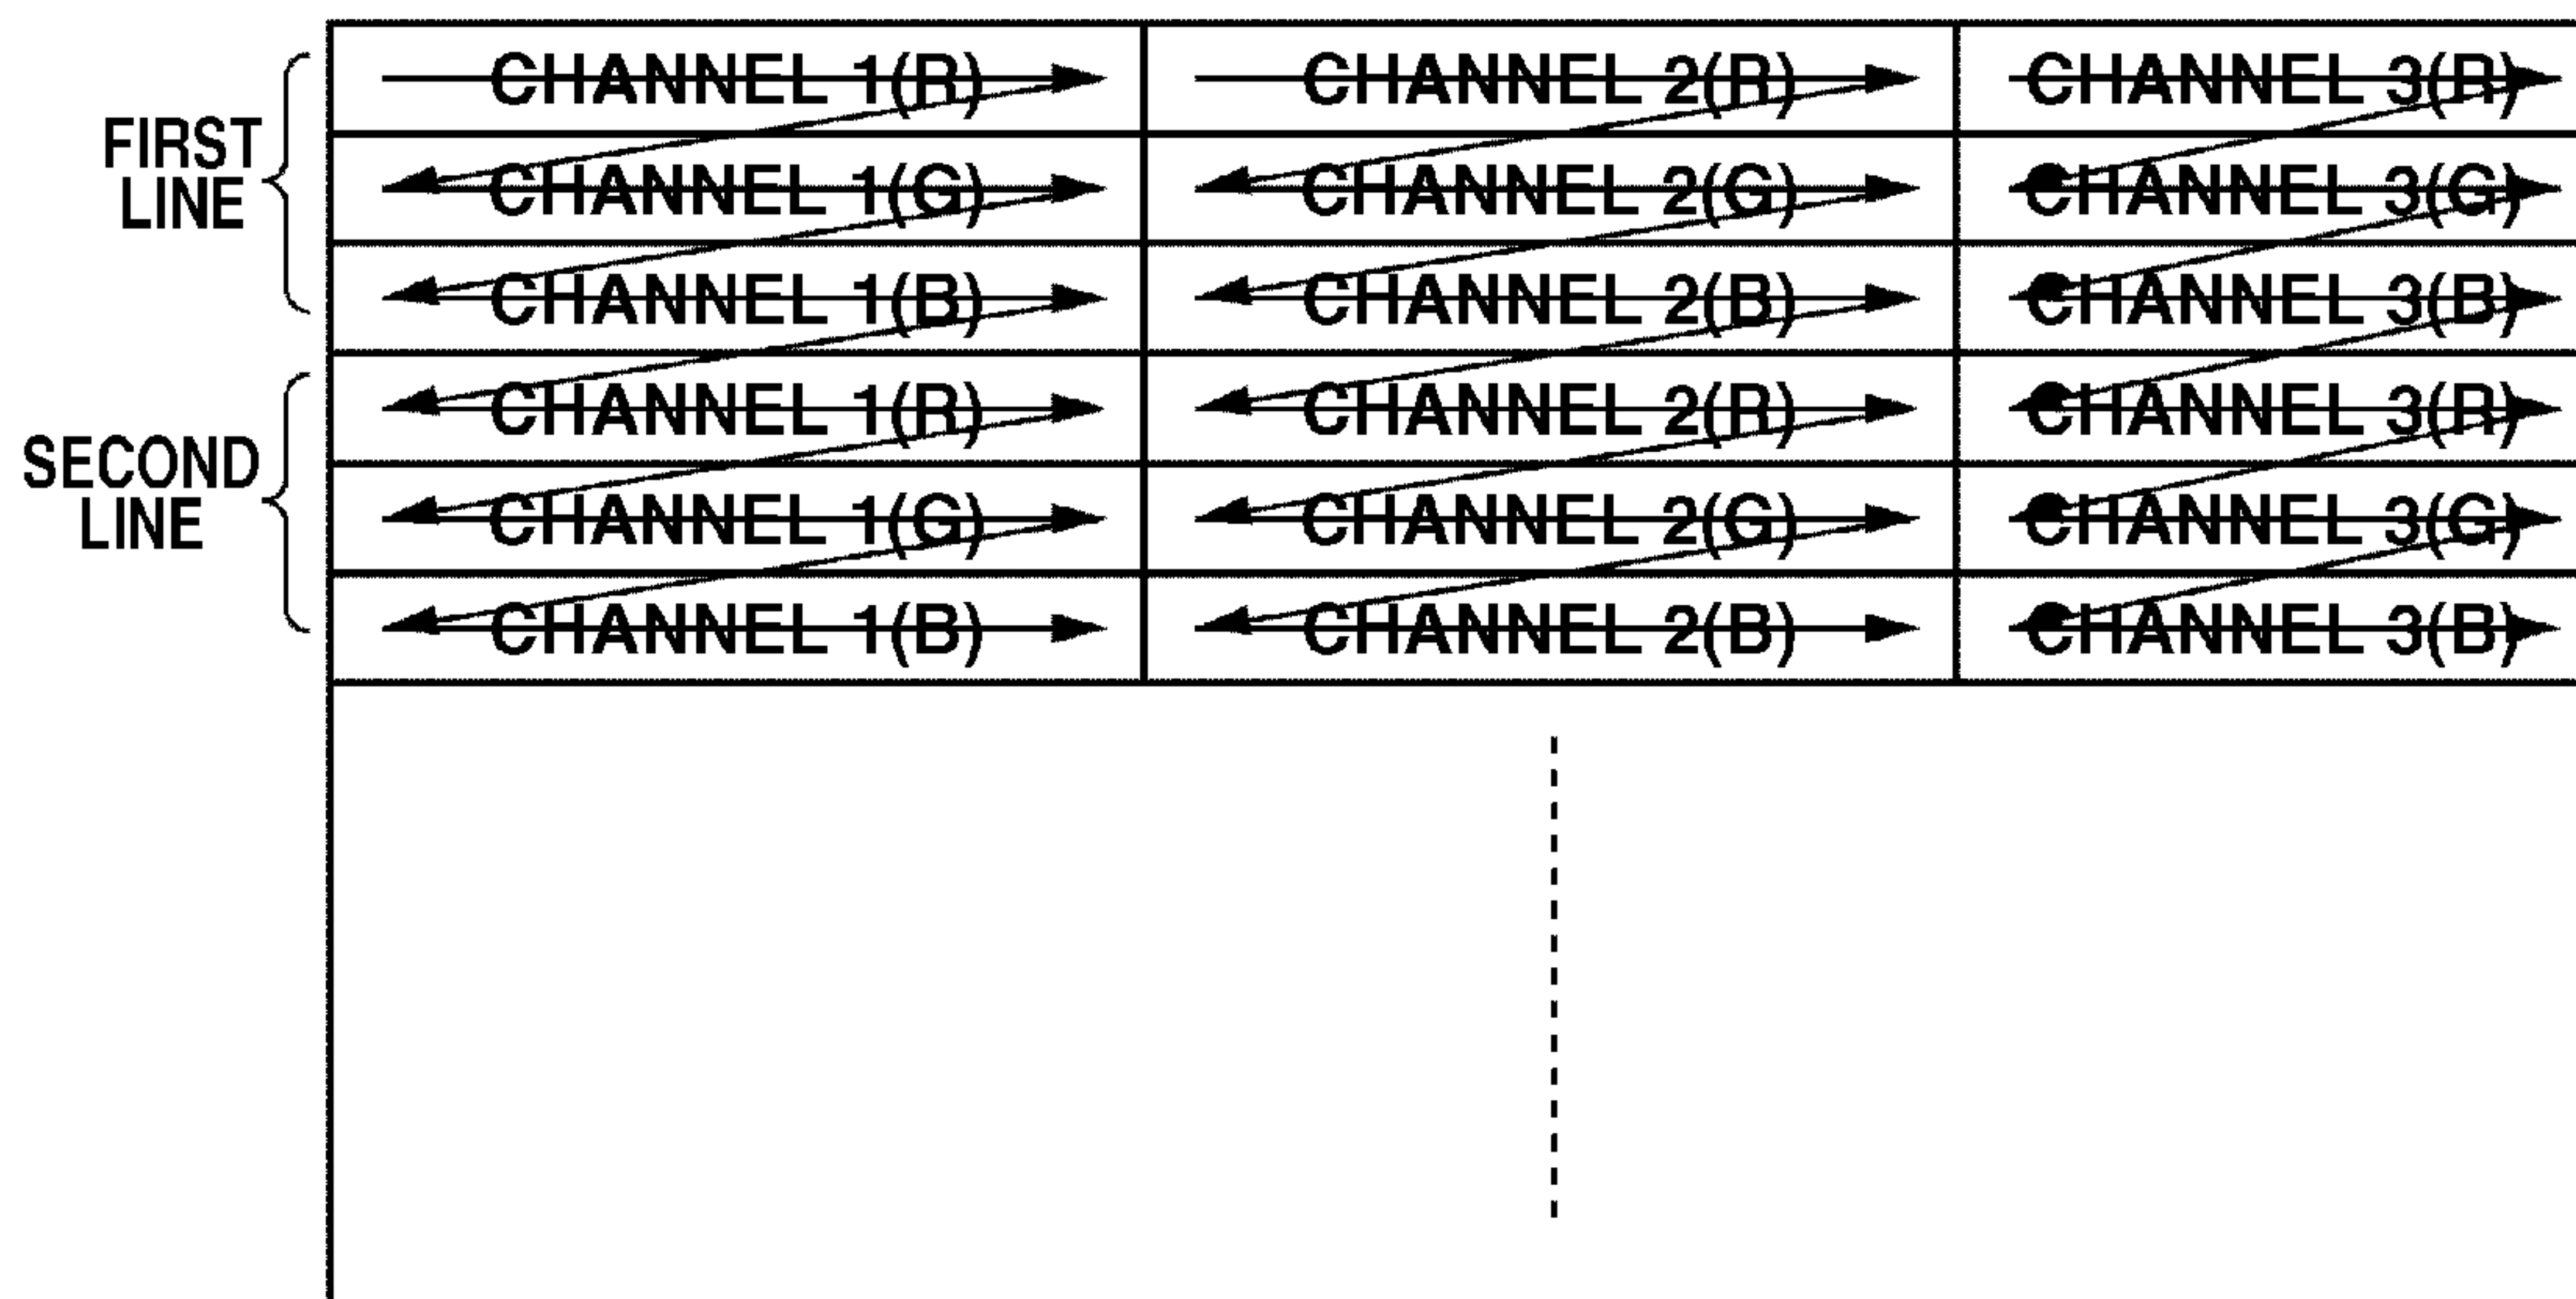 FIRST
LINE
CHANNEL 1(R) CHANNEL 2(R) CHANNEL 3(R)
CHANNEL 1(G) CHANNEL 2(G) CHANNEL 3(G)
CHANNEL 1(B) CHANNEL 2(B) CHANNEL 3(B)
SECOND
LINE
CHANNEL 1(R) CHANNEL 2(R) CHANNEL 3(R)
CHANNEL 1(G) CHANNEL 2(G) CHANNEL 3(G)
CHANNEL 1(B) CHANNEL 2(B) CHANNEL 3(B)